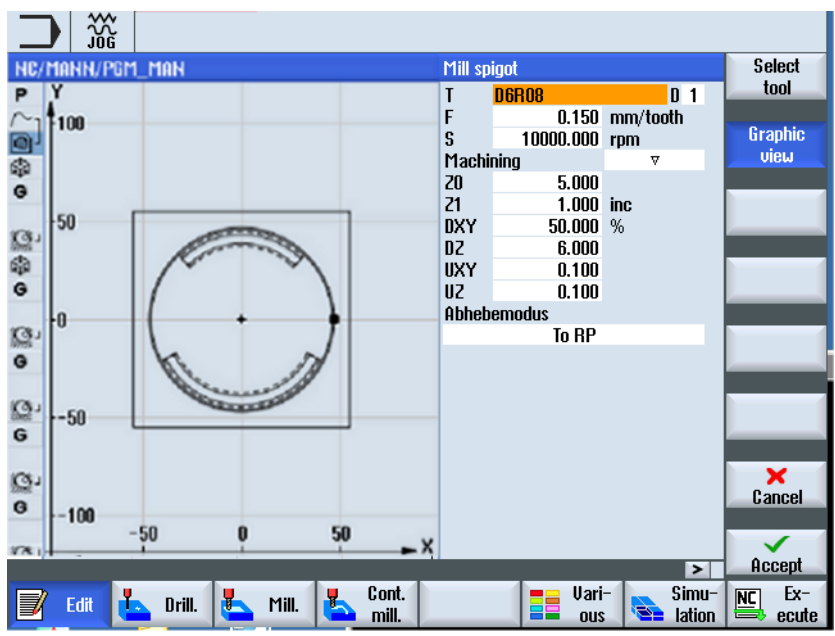 JOG
NC/MANN/PGM_MAN
P
Y
100
50
0
-50
-100
-50 0 50
X
G
G
G
G
G
Mill spigot
T D6R08 D 1
F 0.150 mm/tooth
S 10000.000 rpm
Machining ▽
Z0 5.000
Z1 1.000 inc
DXY 50.000 %
DZ 6.000
UXY 0.100
UZ 0.100
Abhebemodus
To RP
Select
tool
Graphic
view
Cancel
Accept
>
Edit
Drill.
Mill.
Cont.
mill.
Vari-
ous
Simu-
lation
NC
Ex-
ecute